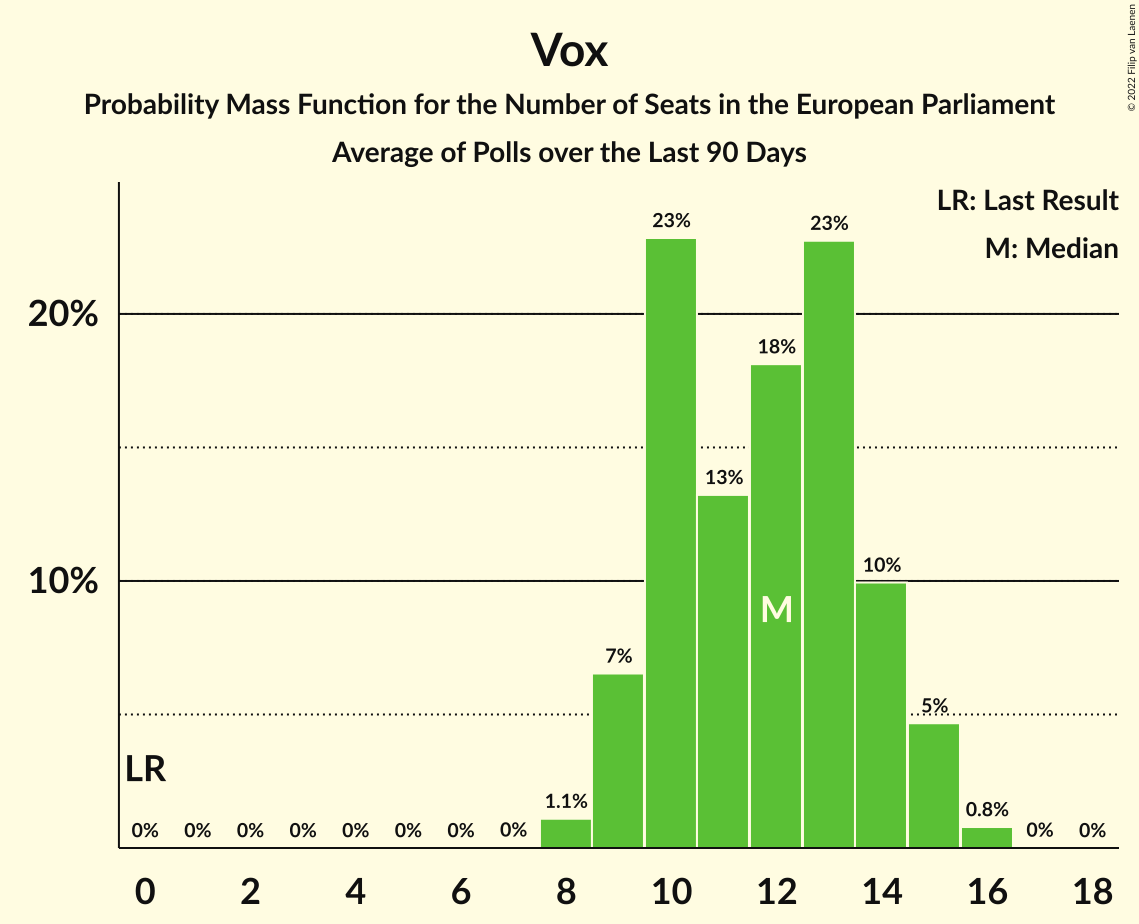 Vox
Probability Mass Function for the Number of Seats in the European Parliament
Average of Polls over the Last 90 Days
© 2022 Filip van Laenen
LR: Last Result
M: Median
23%
23%
20%
18%
13%
10%
10%
M
7%
5%
LR
1.1%
0.8%
0% 0% 0% 0% 0% 0% 0% 0% 0% 0%
0 2 4 6 8 10 12 14 16 18